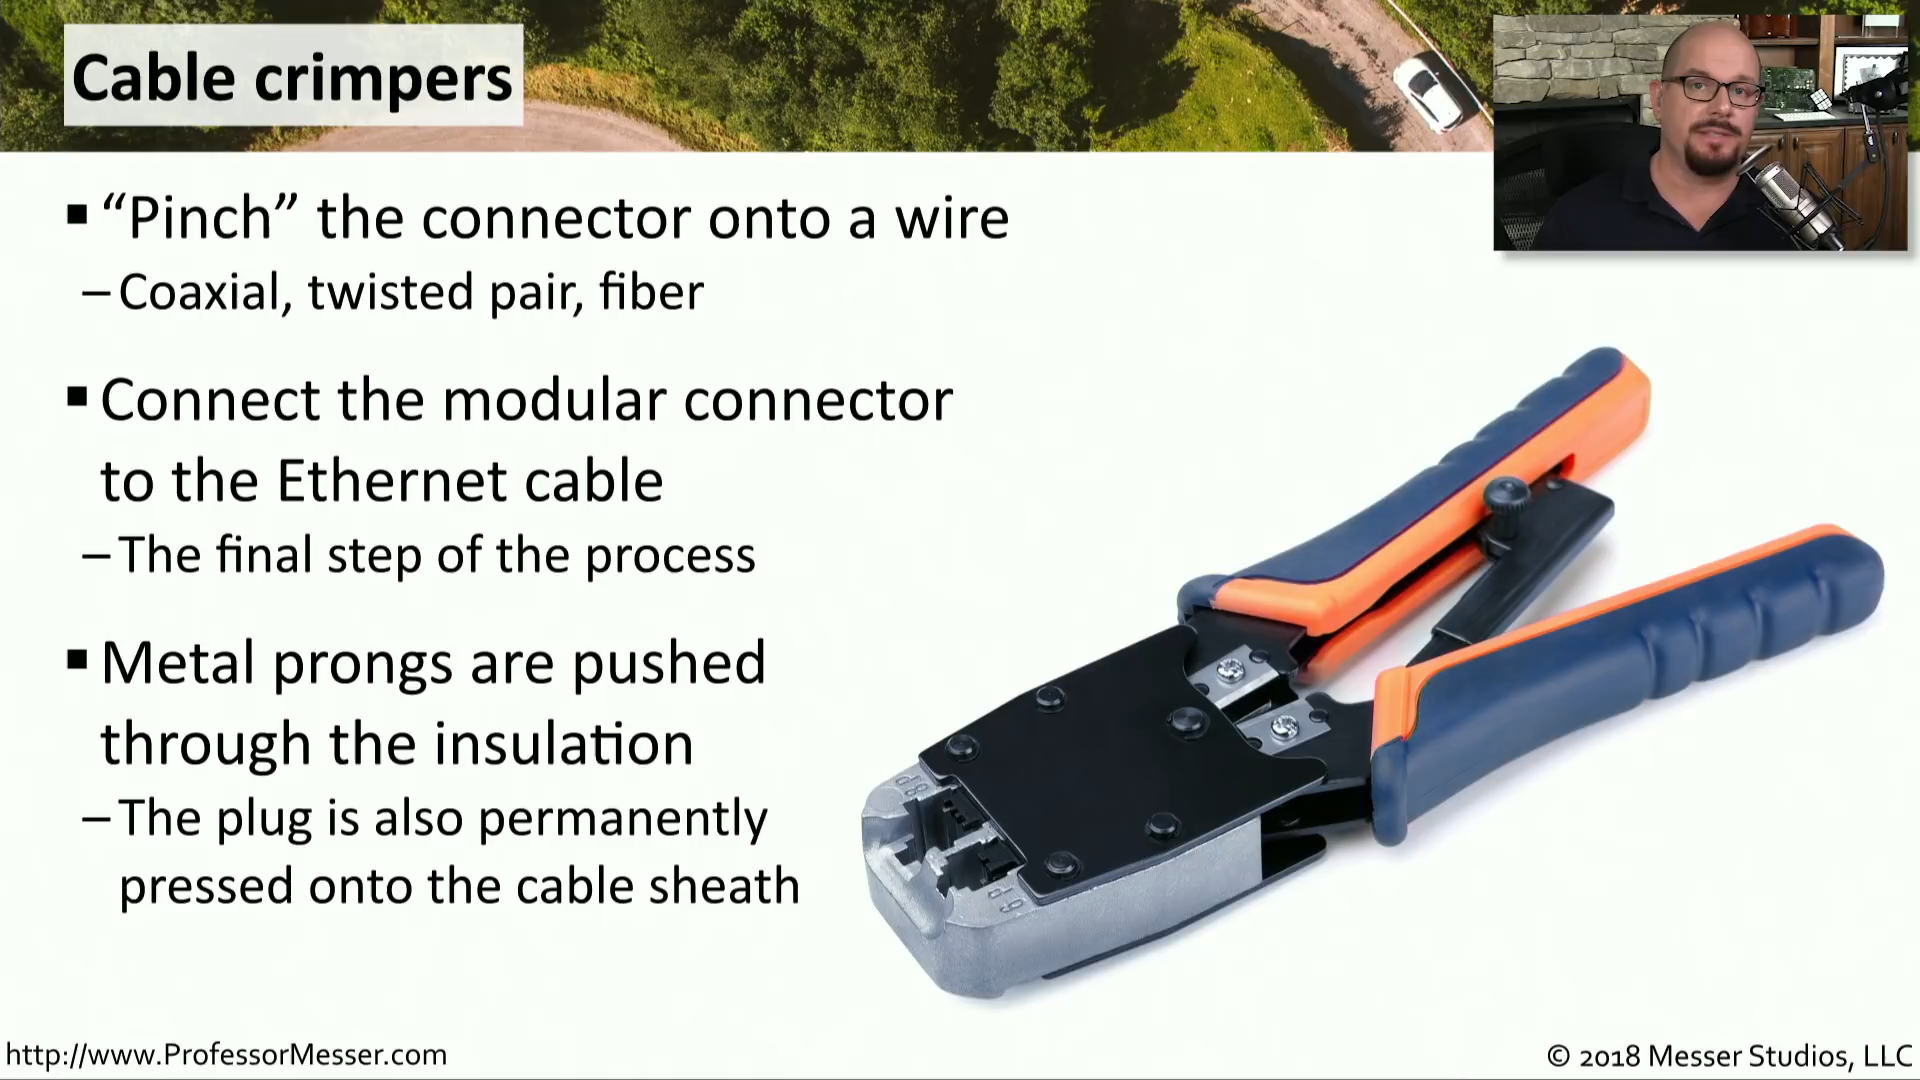 Cable crimpers
▪ “Pinch” the connector onto a wire
– Coaxial, twisted pair, fiber
▪ Connect the modular connector
to the Ethernet cable
– The final step of the process
▪ Metal prongs are pushed
through the insulation
– The plug is also permanently
pressed onto the cable sheath
8P
6P
http://www.ProfessorMesser.com
© 2018 Messer Studios, LLC